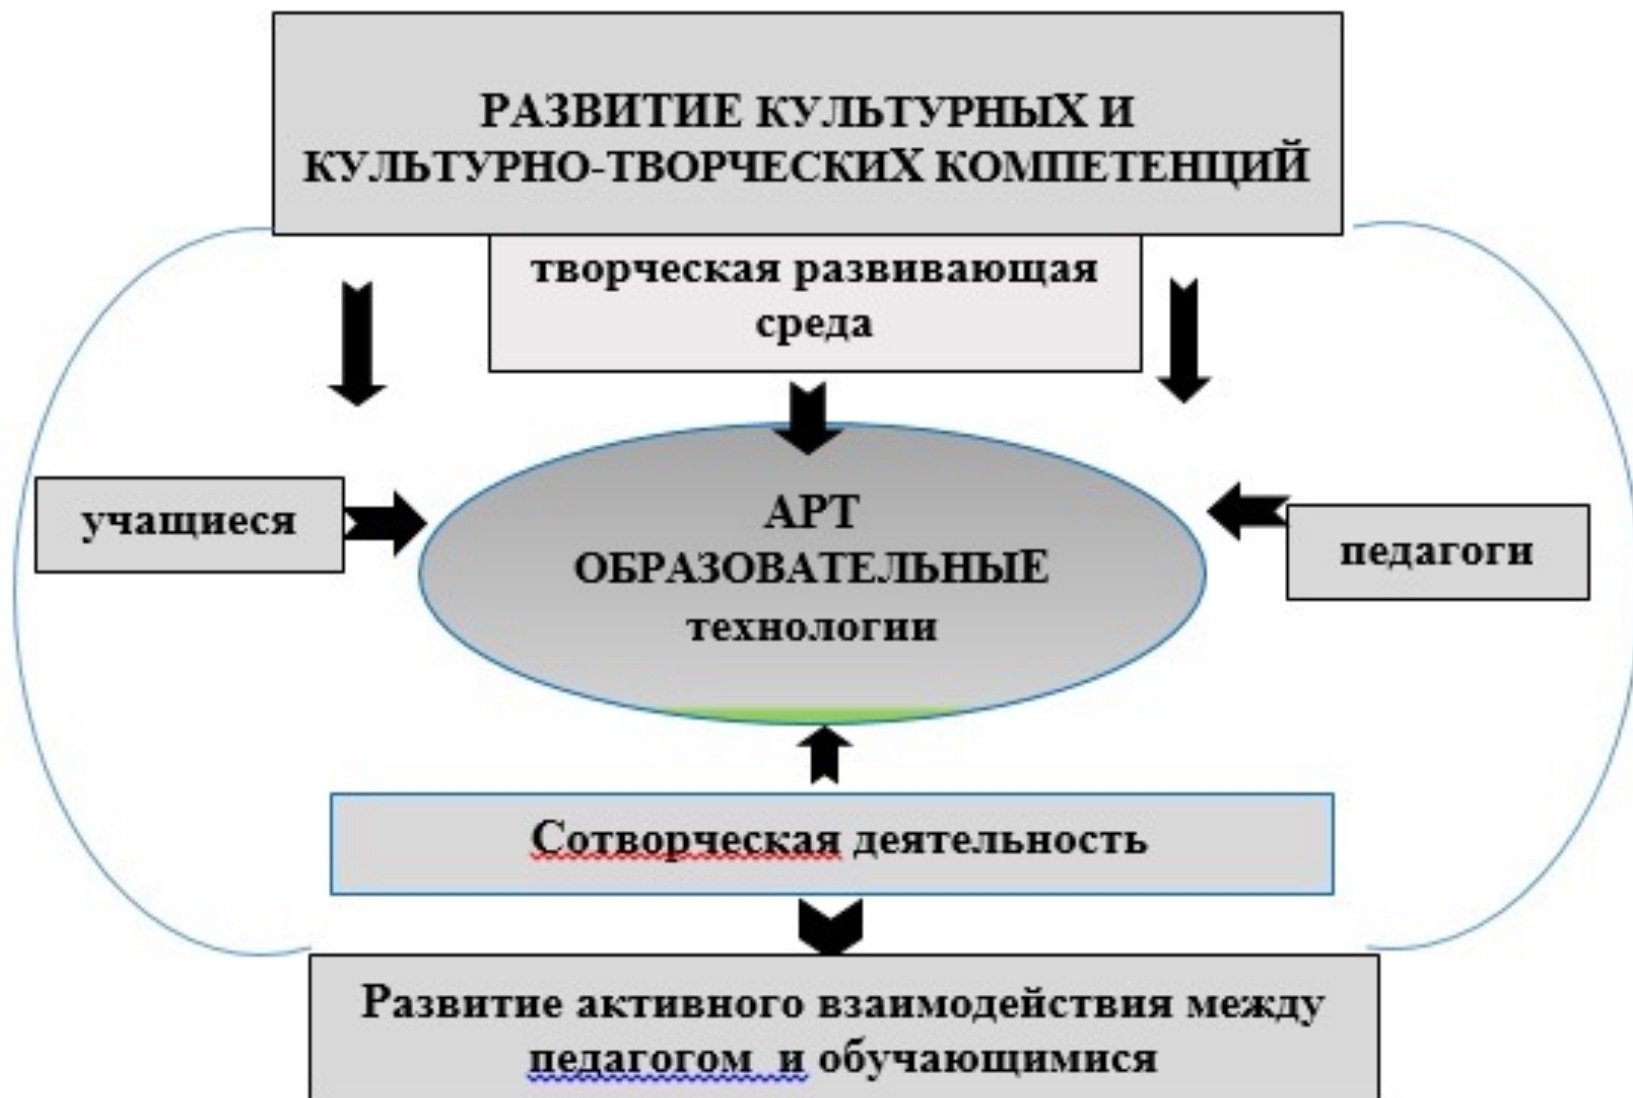 РАЗВИТИЕ КУЛЬТУРНЫХ И
КУЛЬТУРНО-ТВОРЧЕСКИХ КОМПЕТЕНЦИЙ
творческая развивающая
среда
учащиеся
АРТ
ОБРАЗОВАТЕЛЬНЫЕ
технологии
педагоги
Сотворческая деятельность
Развитие активного взаимодействия между
педагогом и обучающимися